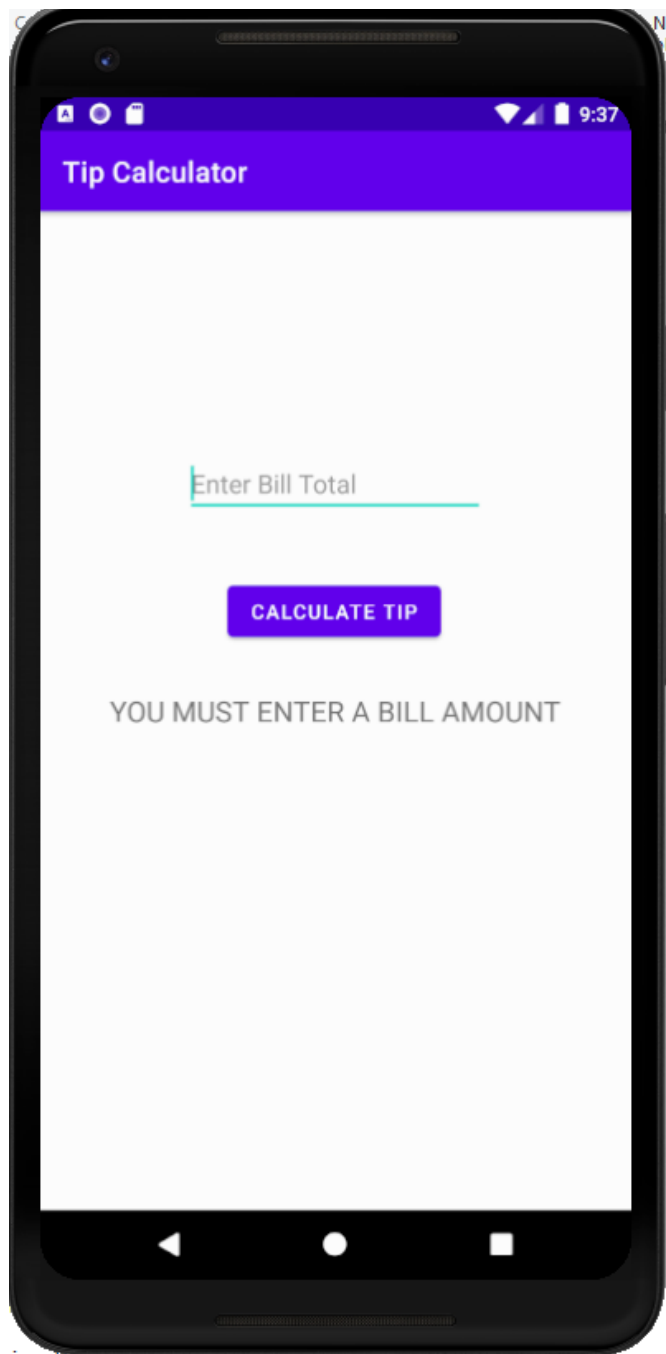 9:37
Tip Calculator
Enter Bill Total
CALCULATE TIP
YOU MUST ENTER A BILL AMOUNT